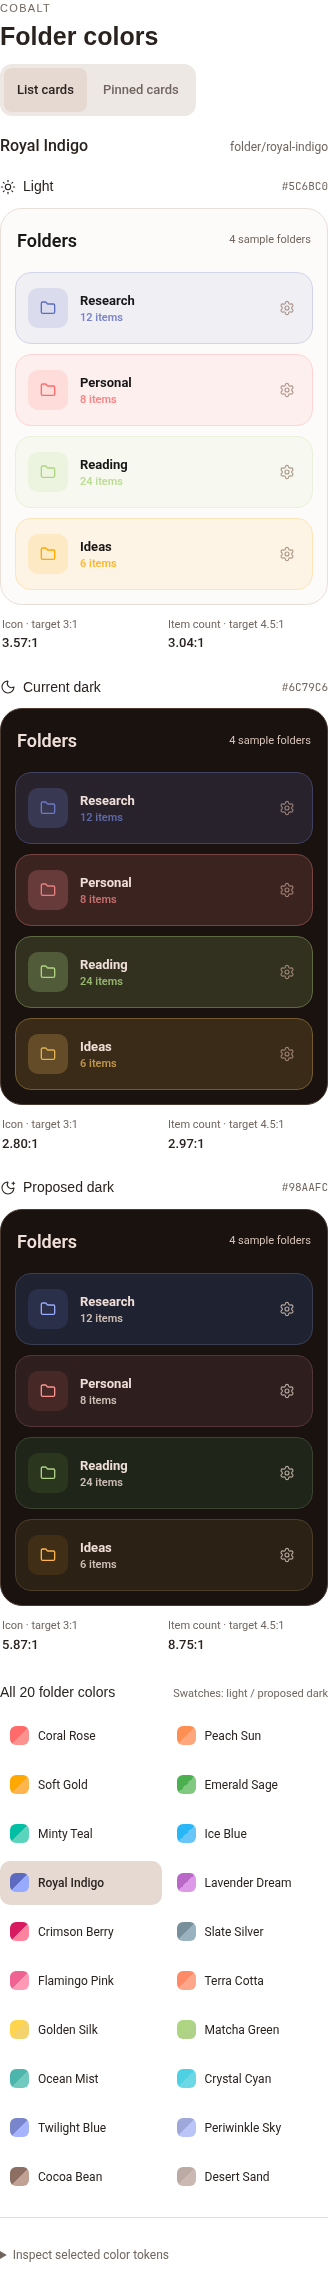 COBALT
Folder colors
List cards
Pinned cards
Royal Indigo
folder/royal-indigo
Light
#5C6BC0
Folders
4 sample folders
Research
12 items
Personal
8 items
Reading
24 items
Ideas
6 items
Icon · target 3:1
Item count · target 4.5:1
3.57:1
3.04:1
Current dark
#6C79C6
Folders
4 sample folders
Research
12 items
Personal
8 items
Reading
24 items
Ideas
6 items
Icon · target 3:1
Item count · target 4.5:1
2.80:1
2.97:1
Proposed dark
#98AAFC
Folders
4 sample folders
Research
12 items
Personal
8 items
Reading
24 items
Ideas
6 items
Icon · target 3:1
Item count · target 4.5:1
5.87:1
8.75:1
All 20 folder colors
Swatches: light / proposed dark
Coral Rose
Peach Sun
Soft Gold
Emerald Sage
Minty Teal
Ice Blue
Royal Indigo
Lavender Dream
Crimson Berry
Slate Silver
Flamingo Pink
Terra Cotta
Golden Silk
Matcha Green
Ocean Mist
Crystal Cyan
Twilight Blue
Periwinkle Sky
Cocoa Bean
Desert Sand
Inspect selected color tokens